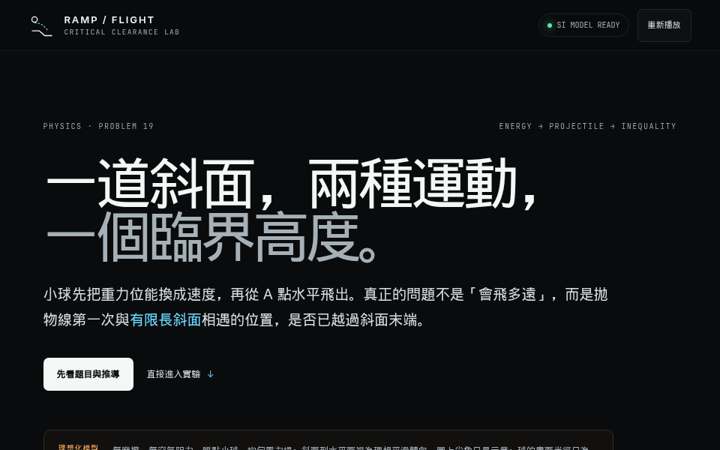 RAMP / FLIGHT
CRITICAL CLEARANCE LAB
SI MODEL READY
重新播放
PHYSICS · PROBLEM 19
ENERGY → PROJECTILE → INEQUALITY
一道斜面，兩種運動，
一個臨界高度。
小球先把重力位能換成速度，再從 A 點水平飛出。真正的問題不是「會飛多遠」，而是拋
物線第一次與有限長斜面相遇的位置，是否已越過斜面末端。
先看題目與推導
直接進入實驗 ↓
理想化模型